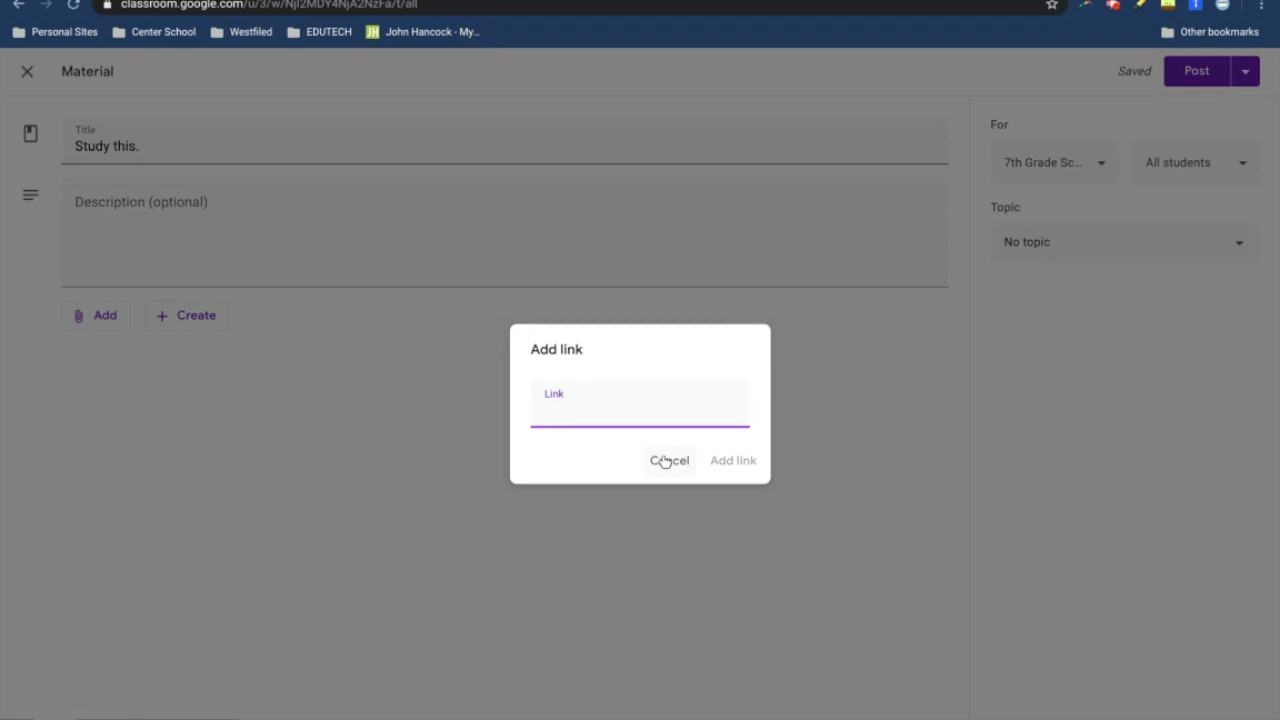 classroom.google.com/u/3/w/NjI2MDY4NjA2NzFa/t/all
Personal SItes Center School Westfiled EDUTECH JH John Hancock - My... Other bookmarks
Material Saved Post
Title
Study this.
Description (optional)
Add Create
For
7th Grade Sc... All students
Topic
No topic
Add link
Link
Cancel Add link